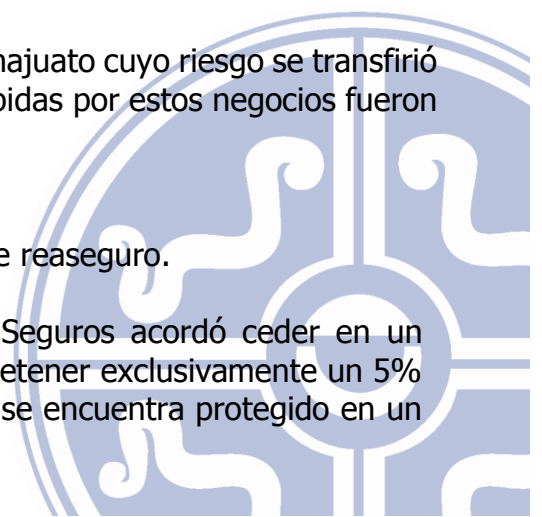 najuato cuyo riesgo se transfirió
bidas por estos negocios fueron
e reaseguro.
Seguros acordó ceder en un
etener exclusivamente un 5%
se encuentra protegido en un